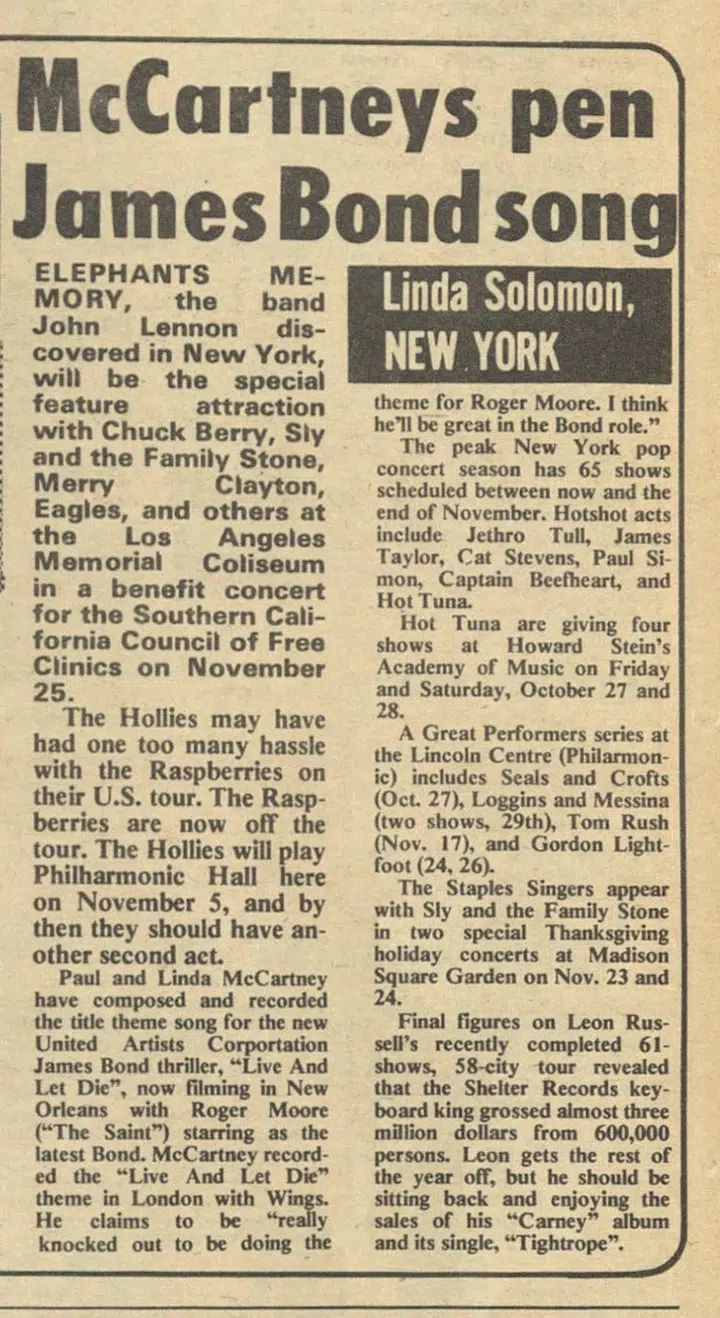 McCartneys pen
James Bond song
ELEPHANTS ME-
MORY, the band
John Lennon dis-
covered in New York,
will be the special
feature attraction
with Chuck Berry, Sly
and the Family Stone,
Merry Clayton,
Eagles, and others at
the Los Angeles
Memorial Coliseum
in a benefit concert
for the Southern Cali-
fornia Council of Free
Clinics on November
25.
The Hollies may have
had one too many hassle
with the Raspberries on
their U.S. tour. The Rasp-
berries are now off the
tour. The Hollies will play
Philharmonic Hall here
on November 5, and by
then they should have an-
other second act.
Paul and Linda McCartney
have composed and recorded
the title theme song for the new
United Artists Corportation
James Bond thriller, “Live And
Let Die”, now filming in New
Orleans with Roger Moore
(“The Saint”) starring as the
latest Bond. McCartney record-
ed the “Live And Let Die”
theme in London with Wings.
He claims to be “really
knocked out to be doing the
Linda Solomon,
NEW YORK
theme for Roger Moore. I think
he’ll be great in the Bond role.”
The peak New York pop
concert season has 65 shows
scheduled between now and the
end of November. Hotshot acts
include Jethro Tull, James
Taylor, Cat Stevens, Paul Si-
mon, Captain Beefheart, and
Hot Tuna.
Hot Tuna are giving four
shows at Howard Stein’s
Academy of Music on Friday
and Saturday, October 27 and
28.
A Great Performers series at
the Lincoln Centre (Philarmon-
ic) includes Seals and Crofts
(Oct. 27), Loggins and Messina
(two shows, 29th), Tom Rush
(Nov. 17), and Gordon Light-
foot (24, 26).
The Staples Singers appear
with Sly and the Family Stone
in two special Thanksgiving
holiday concerts at Madison
Square Garden on Nov. 23 and
24.
Final figures on Leon Rus-
sell’s recently completed 61-
shows, 58-city tour revealed
that the Shelter Records key-
board king grossed almost three
million dollars from 600,000
persons. Leon gets the rest of
the year off, but he should be
sitting back and enjoying the
sales of his “Carney” album
and its single, “Tightrope”.